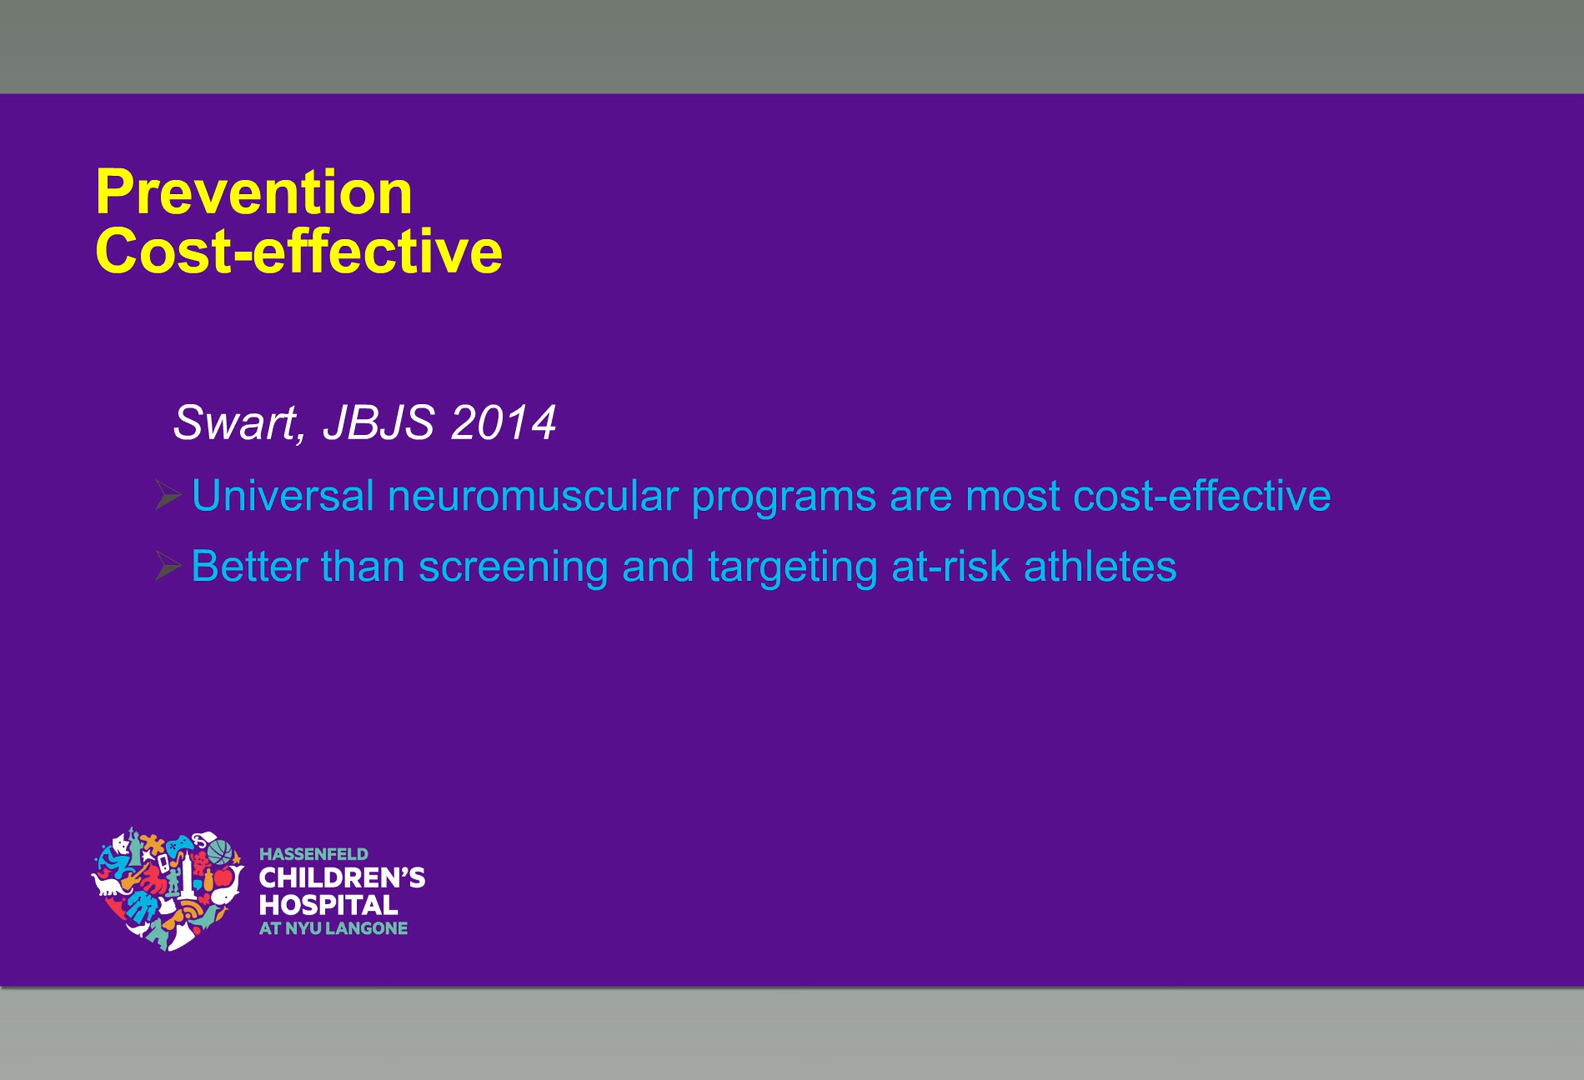 Prevention
Cost-effective
Swart, JBJS 2014
Universal neuromuscular programs are most cost-effective
Better than screening and targeting at-risk athletes
HASSENFELD
CHILDREN’S
HOSPITAL
AT NYU LANGONE